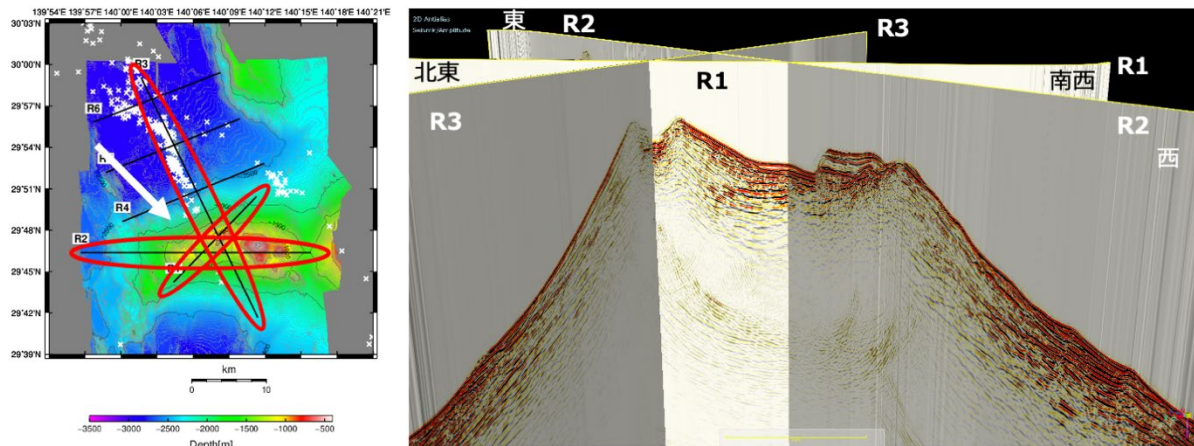 139˚54'E 139˚57'E 140˚00'E 140˚03'E 140˚06'E 140˚09'E 140˚12'E 140˚15'E 140˚18'E 140˚21'E
30˚03'N
30˚00'N
29˚57'N
29˚54'N
29˚51'N
29˚48'N
29˚45'N
29˚42'N
29˚39'N
R3
R6
R4
R2
km
0 10
-3500 -3000 -2500 -2000 -1500 -1000 -500
Depth[m]
東
R2
R3
北東
R1
南西
R1
R3
R2
西